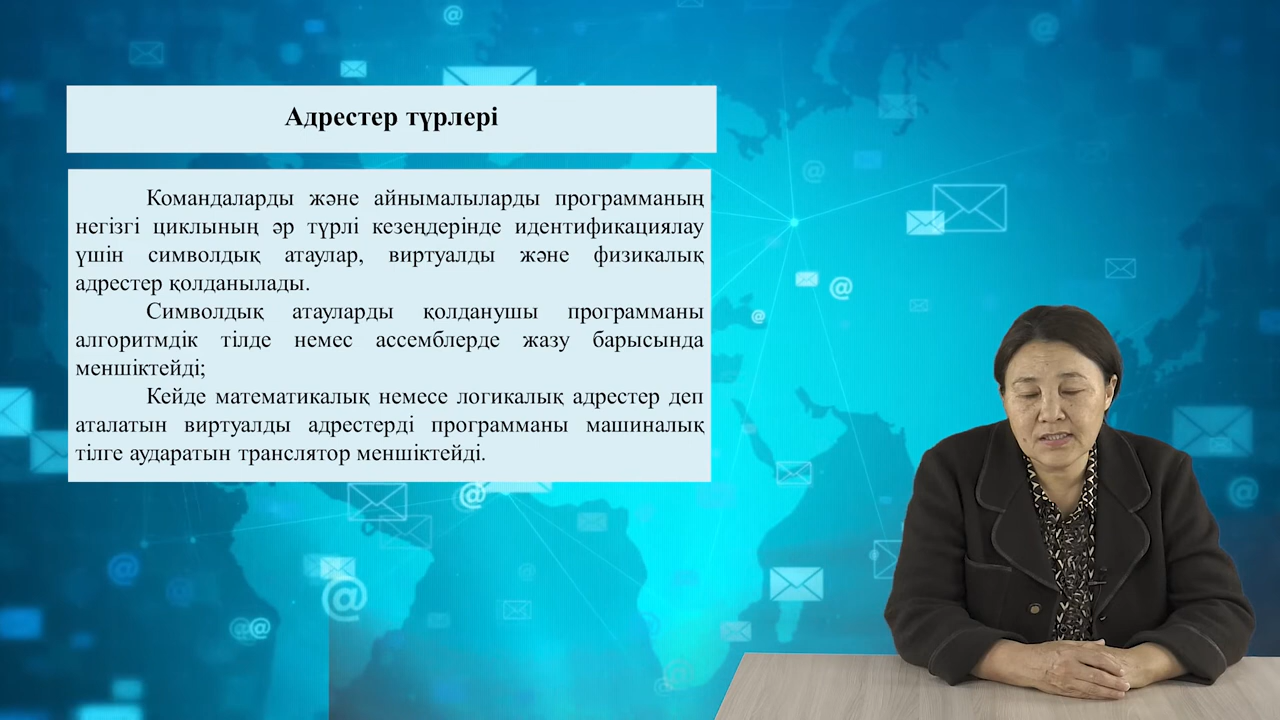 Адрестер түрлері
Командаларды және айнымалыларды программаның
негізгі циклының әр түрлі кезеңдерінде идентификациялау
үшін символдық атаулар, виртуалды және физикалық
адрестер қолданылады.
Символдық атауларды қолданушы программаны
алгоритмдік тілде немес ассемблерде жазу барысында
меншіктейді;
Кейде математикалық немесе логикалық адрестер деп
аталатын виртуалды адрестерді программаны машиналық
тілге аударатын транслятор меншіктейді.